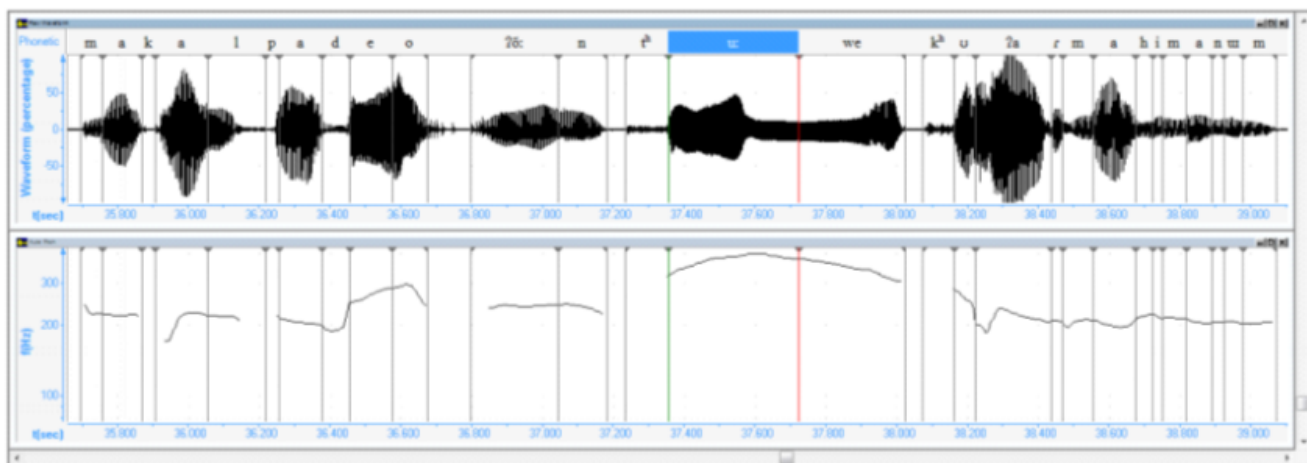 Phonetic m a k a l p a d e o ʔõː n tʰ uː we kʰ ʊ ʔa r m a h i m a n ɯ m
Waveform (percentage)
50
0
-50
t(sec) 35.800 36.000 36.200 36.400 36.600 36.800 37.000 37.200 37.400 37.600 37.800 38.000 38.200 38.400 38.600 38.800 39.000
f(Hz)
300
200
100
t(sec) 35.800 36.000 36.200 36.400 36.600 36.800 37.000 37.200 37.400 37.600 37.800 38.000 38.200 38.400 38.600 38.800 39.000